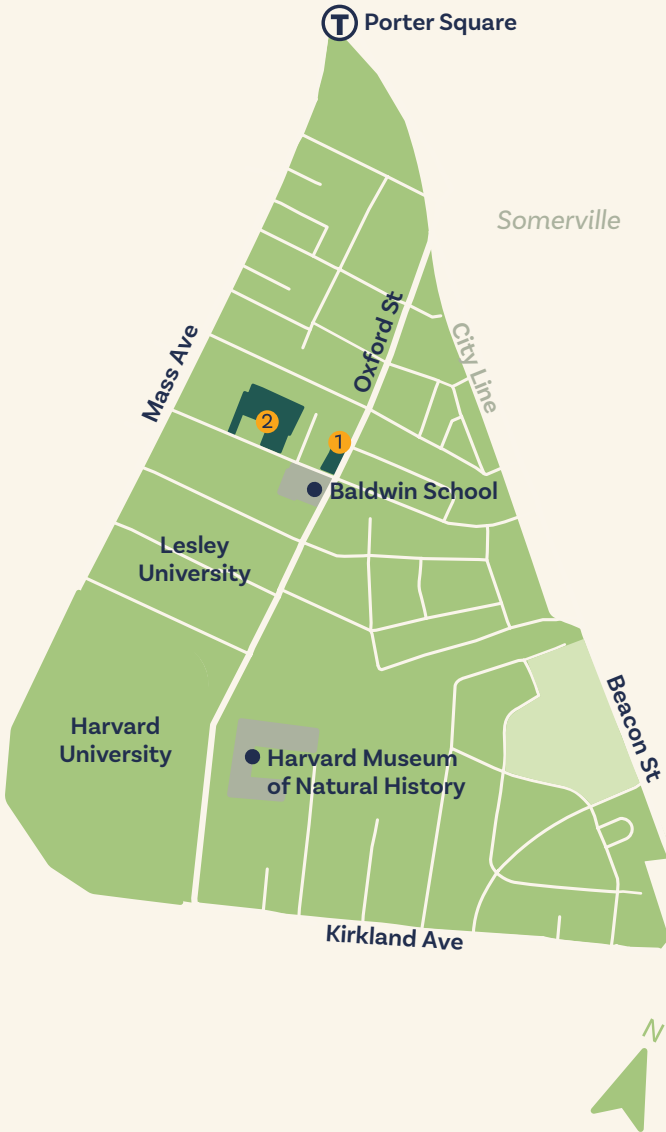 T Porter Square
Somerville
Mass Ave
Oxford St
City Line
2
1
Baldwin School
Lesley
University
Harvard
University
Beacon St
Harvard Museum
of Natural History
Kirkland Ave
N